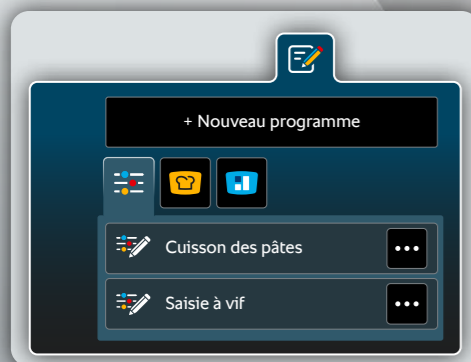 + Nouveau programme
Cuisson des pâtes
Saisie à vif